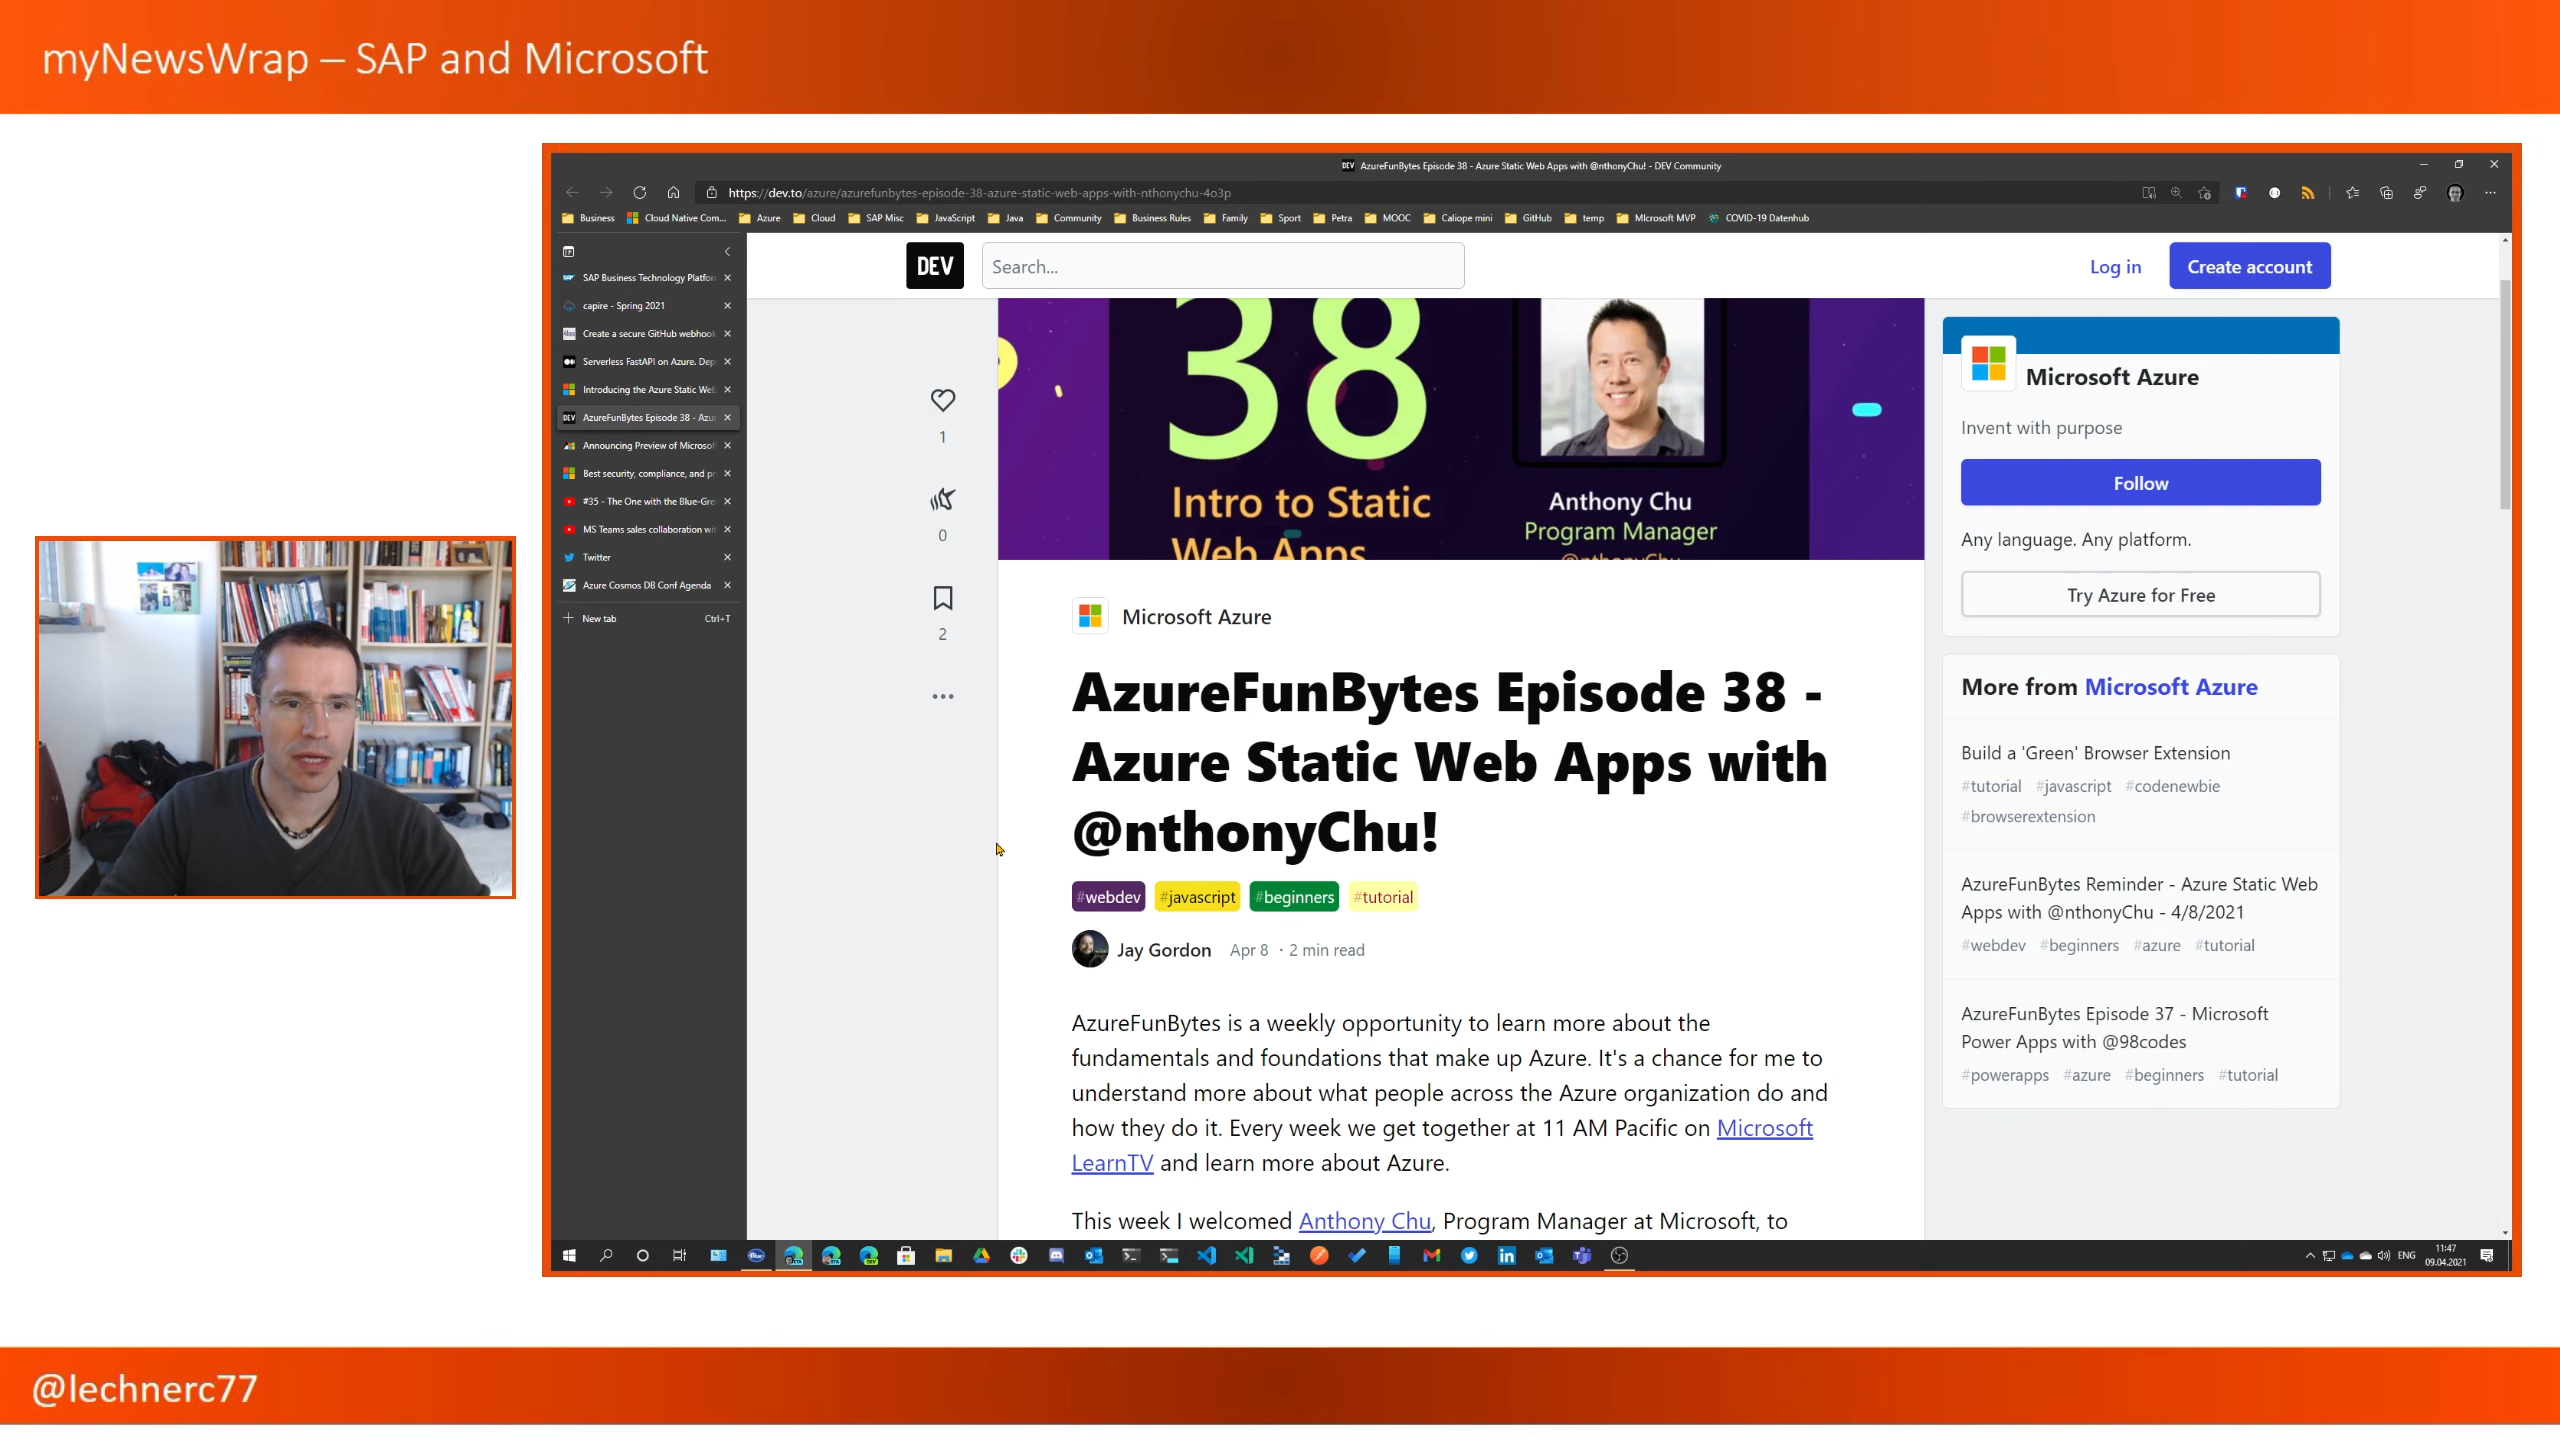 myNewsWrap – SAP and Microsoft
AzureFunBytes Episode 38 - Azure Static Web Apps with @nthonyChu! - DEV Community
https://dev.to/azure/azurefunbytes-episode-38-azure-static-web-apps-with-nthonychu-4o3p
Business Cloud Native Com... Azure Cloud SAP Misc JavaScript Java Community Business Rules Family Sport Petra MOOC Caliope mini GitHub temp MIcrosoft MVP COVID-19 Datenhub
SAP Business Technology Platfor
capire - Spring 2021
Create a secure GitHub webhook
Serverless FastAPI on Azure. Dep
Introducing the Azure Static Web
AzureFunBytes Episode 38 - Azur
Announcing Preview of Microsof
Best security, compliance, and pr
#35 - The One with the Blue-Gre
MS Teams sales collaboration wit
Twitter
Azure Cosmos DB Conf Agenda
New tab Ctrl+T
DEV
Search...
Log in
Create account
1
0
2
38
Intro to Static
Web Apps
Anthony Chu
Program Manager
@nthonyChu
Microsoft Azure
AzureFunBytes Episode 38 -
Azure Static Web Apps with
@nthonyChu!
#webdev #javascript #beginners #tutorial
Jay Gordon Apr 8 · 2 min read
AzureFunBytes is a weekly opportunity to learn more about the
fundamentals and foundations that make up Azure. It's a chance for me to
understand more about what people across the Azure organization do and
how they do it. Every week we get together at 11 AM Pacific on Microsoft
LearnTV and learn more about Azure.
This week I welcomed Anthony Chu, Program Manager at Microsoft, to
Microsoft Azure
Invent with purpose
Follow
Any language. Any platform.
Try Azure for Free
More from Microsoft Azure
Build a 'Green' Browser Extension
#tutorial #javascript #codenewbie
#browserextension
AzureFunBytes Reminder - Azure Static Web
Apps with @nthonyChu - 4/8/2021
#webdev #beginners #azure #tutorial
AzureFunBytes Episode 37 - Microsoft
Power Apps with @98codes
#powerapps #azure #beginners #tutorial
ENG
11:47
09.04.2021
@lechnerc77